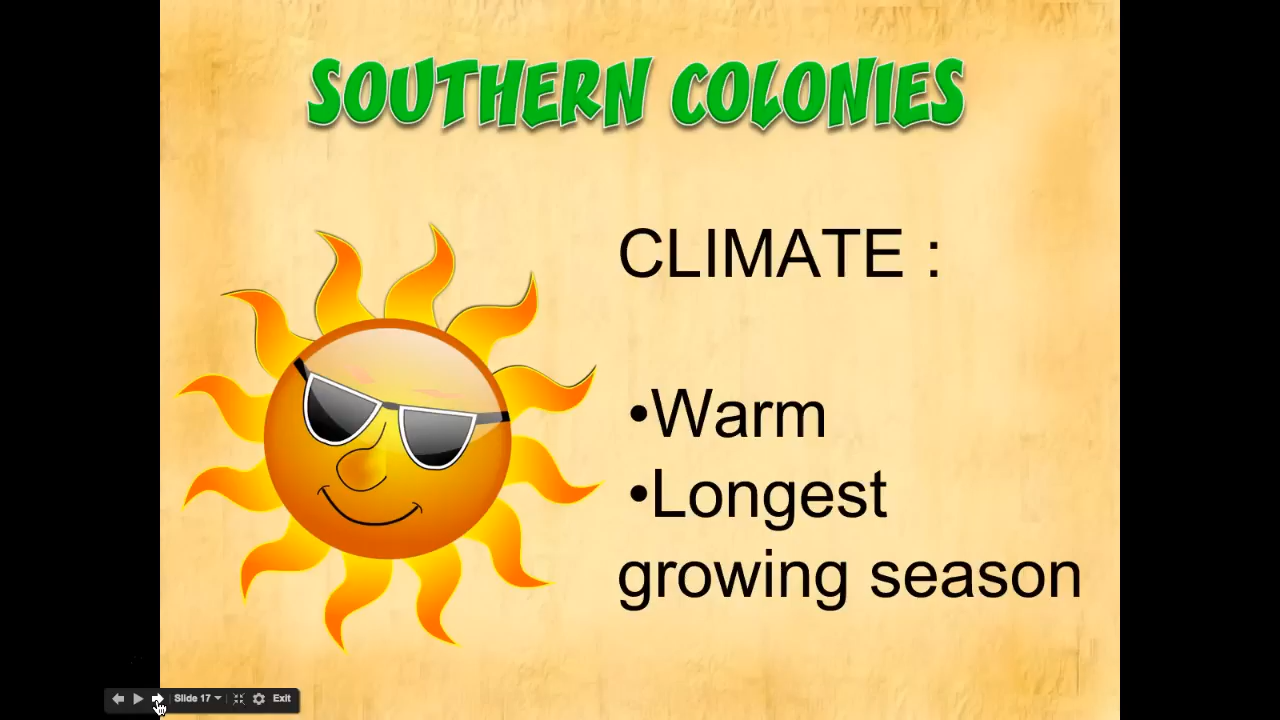 SOUTHERN COLONIES
CLIMATE :
•Warm
•Longest
growing season
Slide 17
Exit